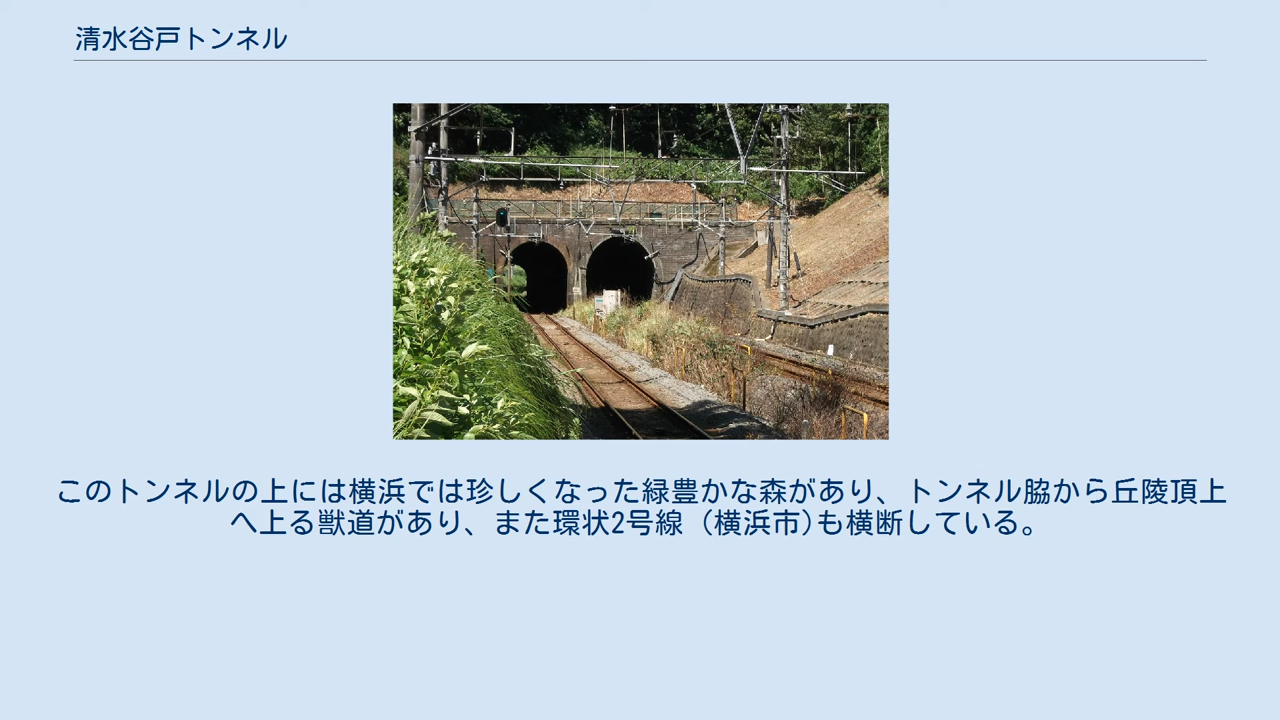 清水谷戸トンネル
このトンネルの上には横浜では珍しくなった緑豊かな森があり、トンネル脇から丘陵頂上
へ上る獣道があり、また環状2号線 (横浜市)も横断している。